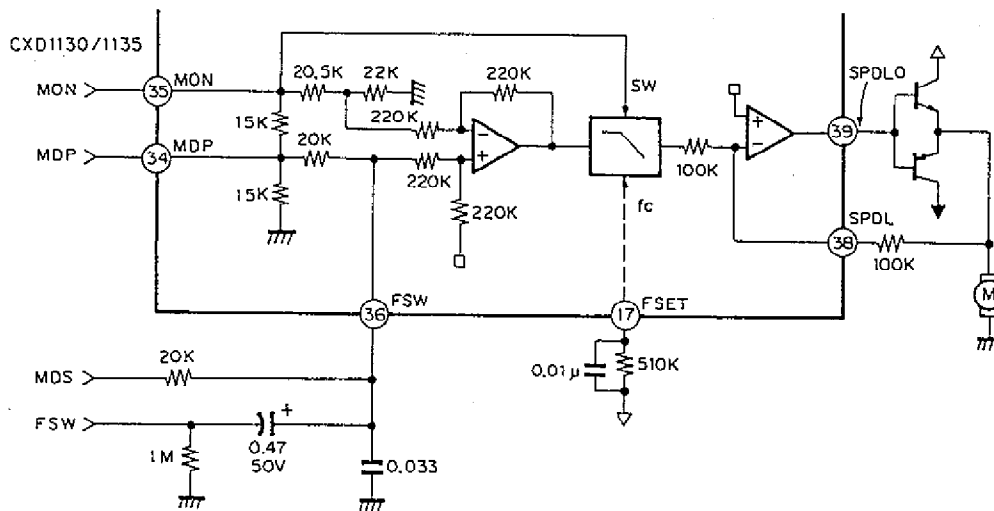 CXD1130/1135
MON
35
MON
20.5K
22K
220K
SW
SPDLO
15K
220K
MDP
34
MDP
20K
−
+
220K
15K
220K
fc
100K
+
−
39
SPDL
38
100K
M
36
FSW
17
FSET
MDS
20K
0.01μ
510K
FSW
+
0.47
50V
1M
0.033